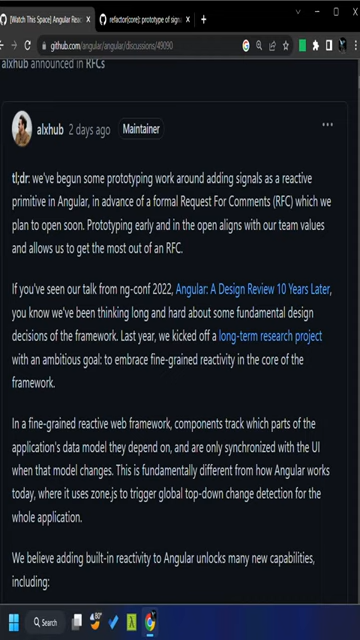 [Watch This Space] Angular Rea
refactor(core): prototype of sign
github.com/angular/angular/discussions/49090
alxhub announced in RFCs
alxhub 2 days ago Maintainer
tl;dr: we've begun some prototyping work around adding signals as a reactive
primitive in Angular, in advance of a formal Request For Comments (RFC) which we
plan to open soon. Prototyping early and in the open aligns with our team values
and allows us to get the most out of an RFC.
If you've seen our talk from ng-conf 2022, Angular: A Design Review 10 Years Later,
you know we've been thinking long and hard about some fundamental design
decisions of the framework. Last year, we kicked off a long-term research project
with an ambitious goal: to embrace fine-grained reactivity in the core of the
framework.
In a fine-grained reactive web framework, components track which parts of the
application's data model they depend on, and are only synchronized with the UI
when that model changes. This is fundamentally different from how Angular works
today, where it uses zone.js to trigger global top-down change detection for the
whole application.
We believe adding built-in reactivity to Angular unlocks many new capabilities,
including:
Search
80°